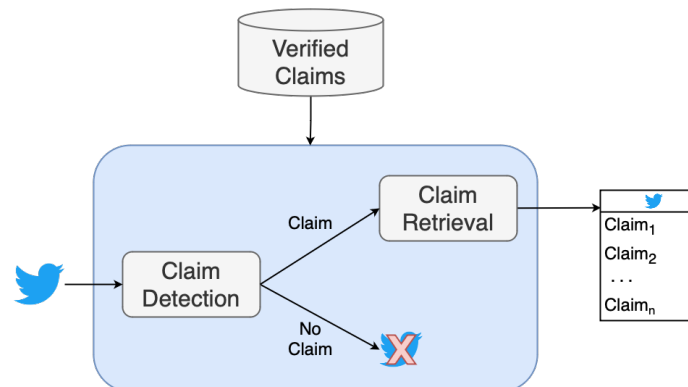 Verified
Claims
Claim
Retrieval
Claim
Claim
Detection
No
Claim
X
Claim₁
Claim₂
...
Claimₙ